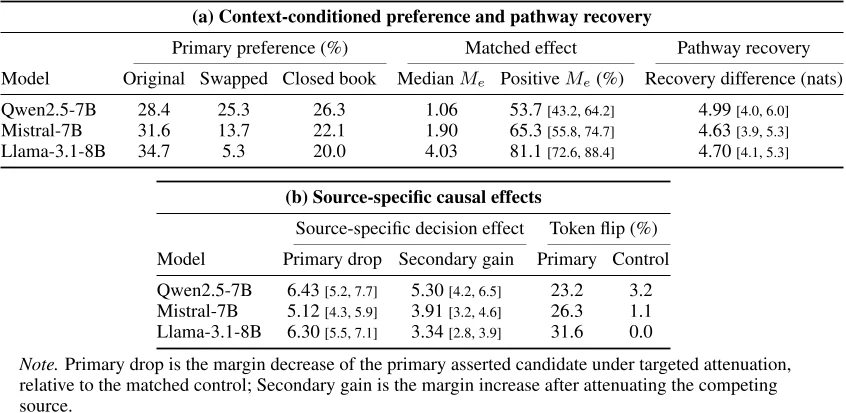 (a) Context-conditioned preference and pathway recovery
Primary preference (%) Matched effect Pathway recovery
Model Original Swapped Closed book Median Mₑ Positive Mₑ (%) Recovery difference (nats)
Qwen2.5-7B 28.4 25.3 26.3 1.06 53.7 [43.2, 64.2] 4.99 [4.0, 6.0]
Mistral-7B 31.6 13.7 22.1 1.90 65.3 [55.8, 74.7] 4.63 [3.9, 5.3]
Llama-3.1-8B 34.7 5.3 20.0 4.03 81.1 [72.6, 88.4] 4.70 [4.1, 5.3]
(b) Source-specific causal effects
Source-specific decision effect Token flip (%)
Model Primary drop Secondary gain Primary Control
Qwen2.5-7B 6.43 [5.2, 7.7] 5.30 [4.2, 6.5] 23.2 3.2
Mistral-7B 5.12 [4.3, 5.9] 3.91 [3.2, 4.6] 26.3 1.1
Llama-3.1-8B 6.30 [5.5, 7.1] 3.34 [2.8, 3.9] 31.6 0.0
Note. Primary drop is the margin decrease of the primary asserted candidate under targeted attenuation,
relative to the matched control; Secondary gain is the margin increase after attenuating the competing
source.